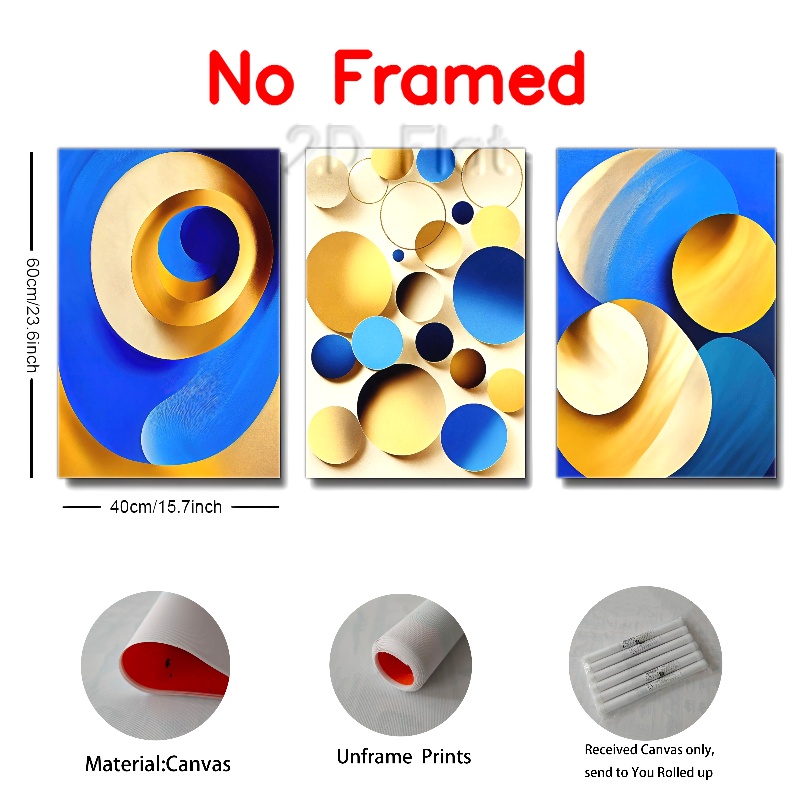 No Framed
2D Flat
60cm/23.6inch
40cm/15.7inch
Material:Canvas
Unframe Prints
Received Canvas only,
send to You Rolled up